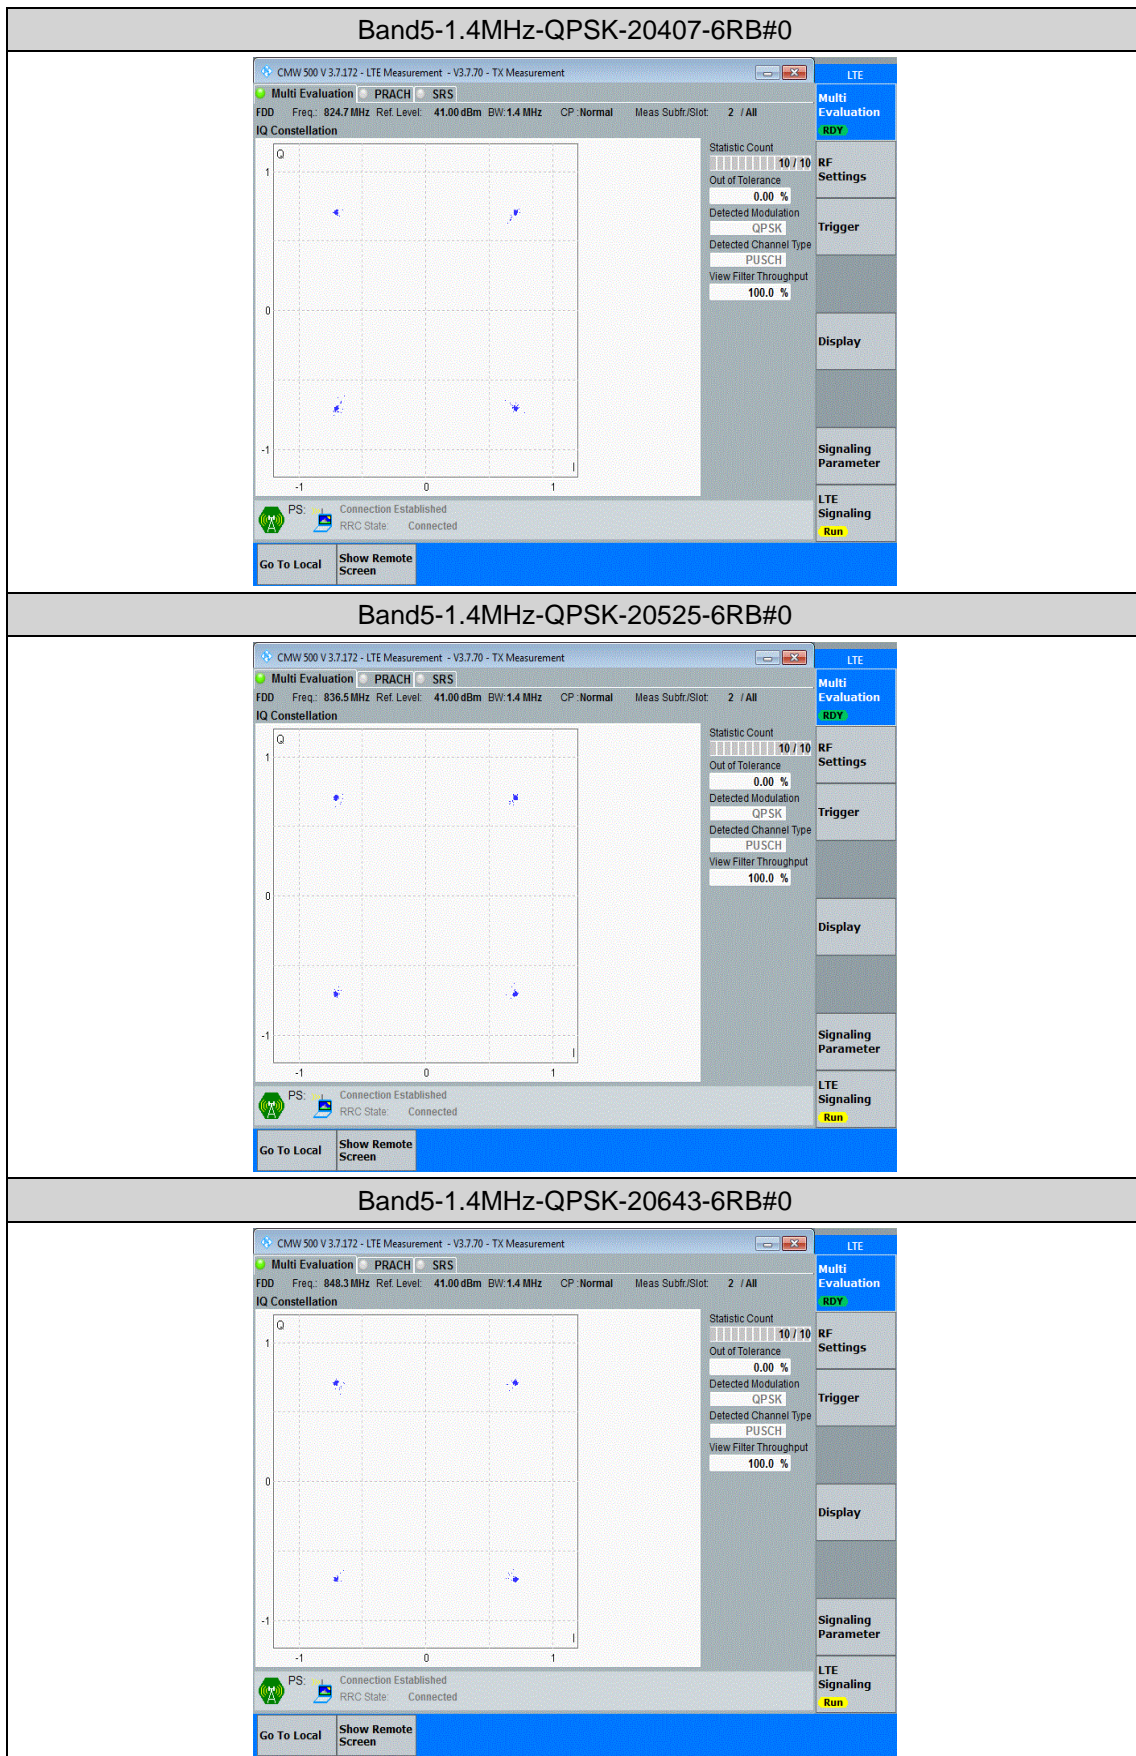 Band5-1.4MHz-QPSK-20407-6RB#0
CMW 500 V 3.7.172 - LTE Measurement - V3.7.70 - TX Measurement
LTE
Multi Evaluation PRACH SRS
Multi
Evaluation
RDY
FDD Freq.: 824.7 MHz Ref. Level: 41.00 dBm BW: 1.4 MHz CP : Normal Meas Subfr./Slot: 2 / All
IQ Constellation
Q
1
0
-1
-1 0 1
I
Statistic Count
10 / 10
Out of Tolerance
0.00 %
Detected Modulation
QPSK
Detected Channel Type
PUSCH
View Filter Throughput
100.0 %
RF
Settings
Trigger
Display
Signaling
Parameter
LTE
Signaling
Run
PS: Connection Established
RRC State: Connected
Go To Local
Show Remote
Screen
Band5-1.4MHz-QPSK-20525-6RB#0
CMW 500 V 3.7.172 - LTE Measurement - V3.7.70 - TX Measurement
LTE
Multi Evaluation PRACH SRS
Multi
Evaluation
RDY
FDD Freq.: 836.5 MHz Ref. Level: 41.00 dBm BW: 1.4 MHz CP : Normal Meas Subfr./Slot: 2 / All
IQ Constellation
Q
1
0
-1
-1 0 1
I
Statistic Count
10 / 10
Out of Tolerance
0.00 %
Detected Modulation
QPSK
Detected Channel Type
PUSCH
View Filter Throughput
100.0 %
RF
Settings
Trigger
Display
Signaling
Parameter
LTE
Signaling
Run
PS: Connection Established
RRC State: Connected
Go To Local
Show Remote
Screen
Band5-1.4MHz-QPSK-20643-6RB#0
CMW 500 V 3.7.172 - LTE Measurement - V3.7.70 - TX Measurement
LTE
Multi Evaluation PRACH SRS
Multi
Evaluation
RDY
FDD Freq.: 848.3 MHz Ref. Level: 41.00 dBm BW: 1.4 MHz CP : Normal Meas Subfr./Slot: 2 / All
IQ Constellation
Q
1
0
-1
-1 0 1
I
Statistic Count
10 / 10
Out of Tolerance
0.00 %
Detected Modulation
QPSK
Detected Channel Type
PUSCH
View Filter Throughput
100.0 %
RF
Settings
Trigger
Display
Signaling
Parameter
LTE
Signaling
Run
PS: Connection Established
RRC State: Connected
Go To Local
Show Remote
Screen